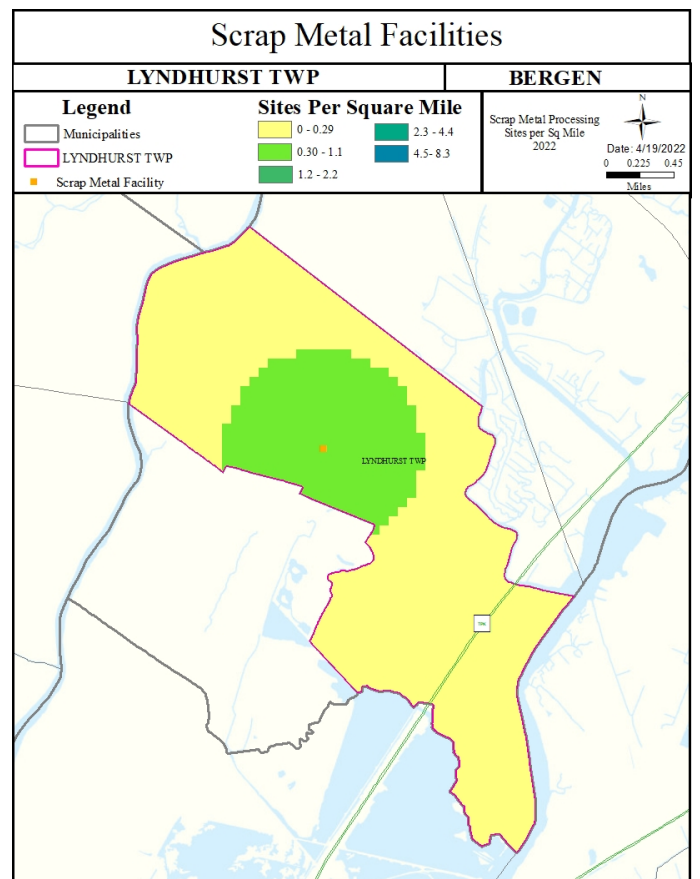 Scrap Metal Facilities
LYNDHURST TWP
BERGEN
Legend
Municipalities
LYNDHURST TWP
Scrap Metal Facility
Sites Per Square Mile
0 - 0.29
0.30 - 1.1
1.2 - 2.2
2.3 - 4.4
4.5- 8.3
Scrap Metal Processing
Sites per Sq Mile
2022
N
Date: 4/19/2022
0 0.225 0.45
Miles
LYNDHURST TWP